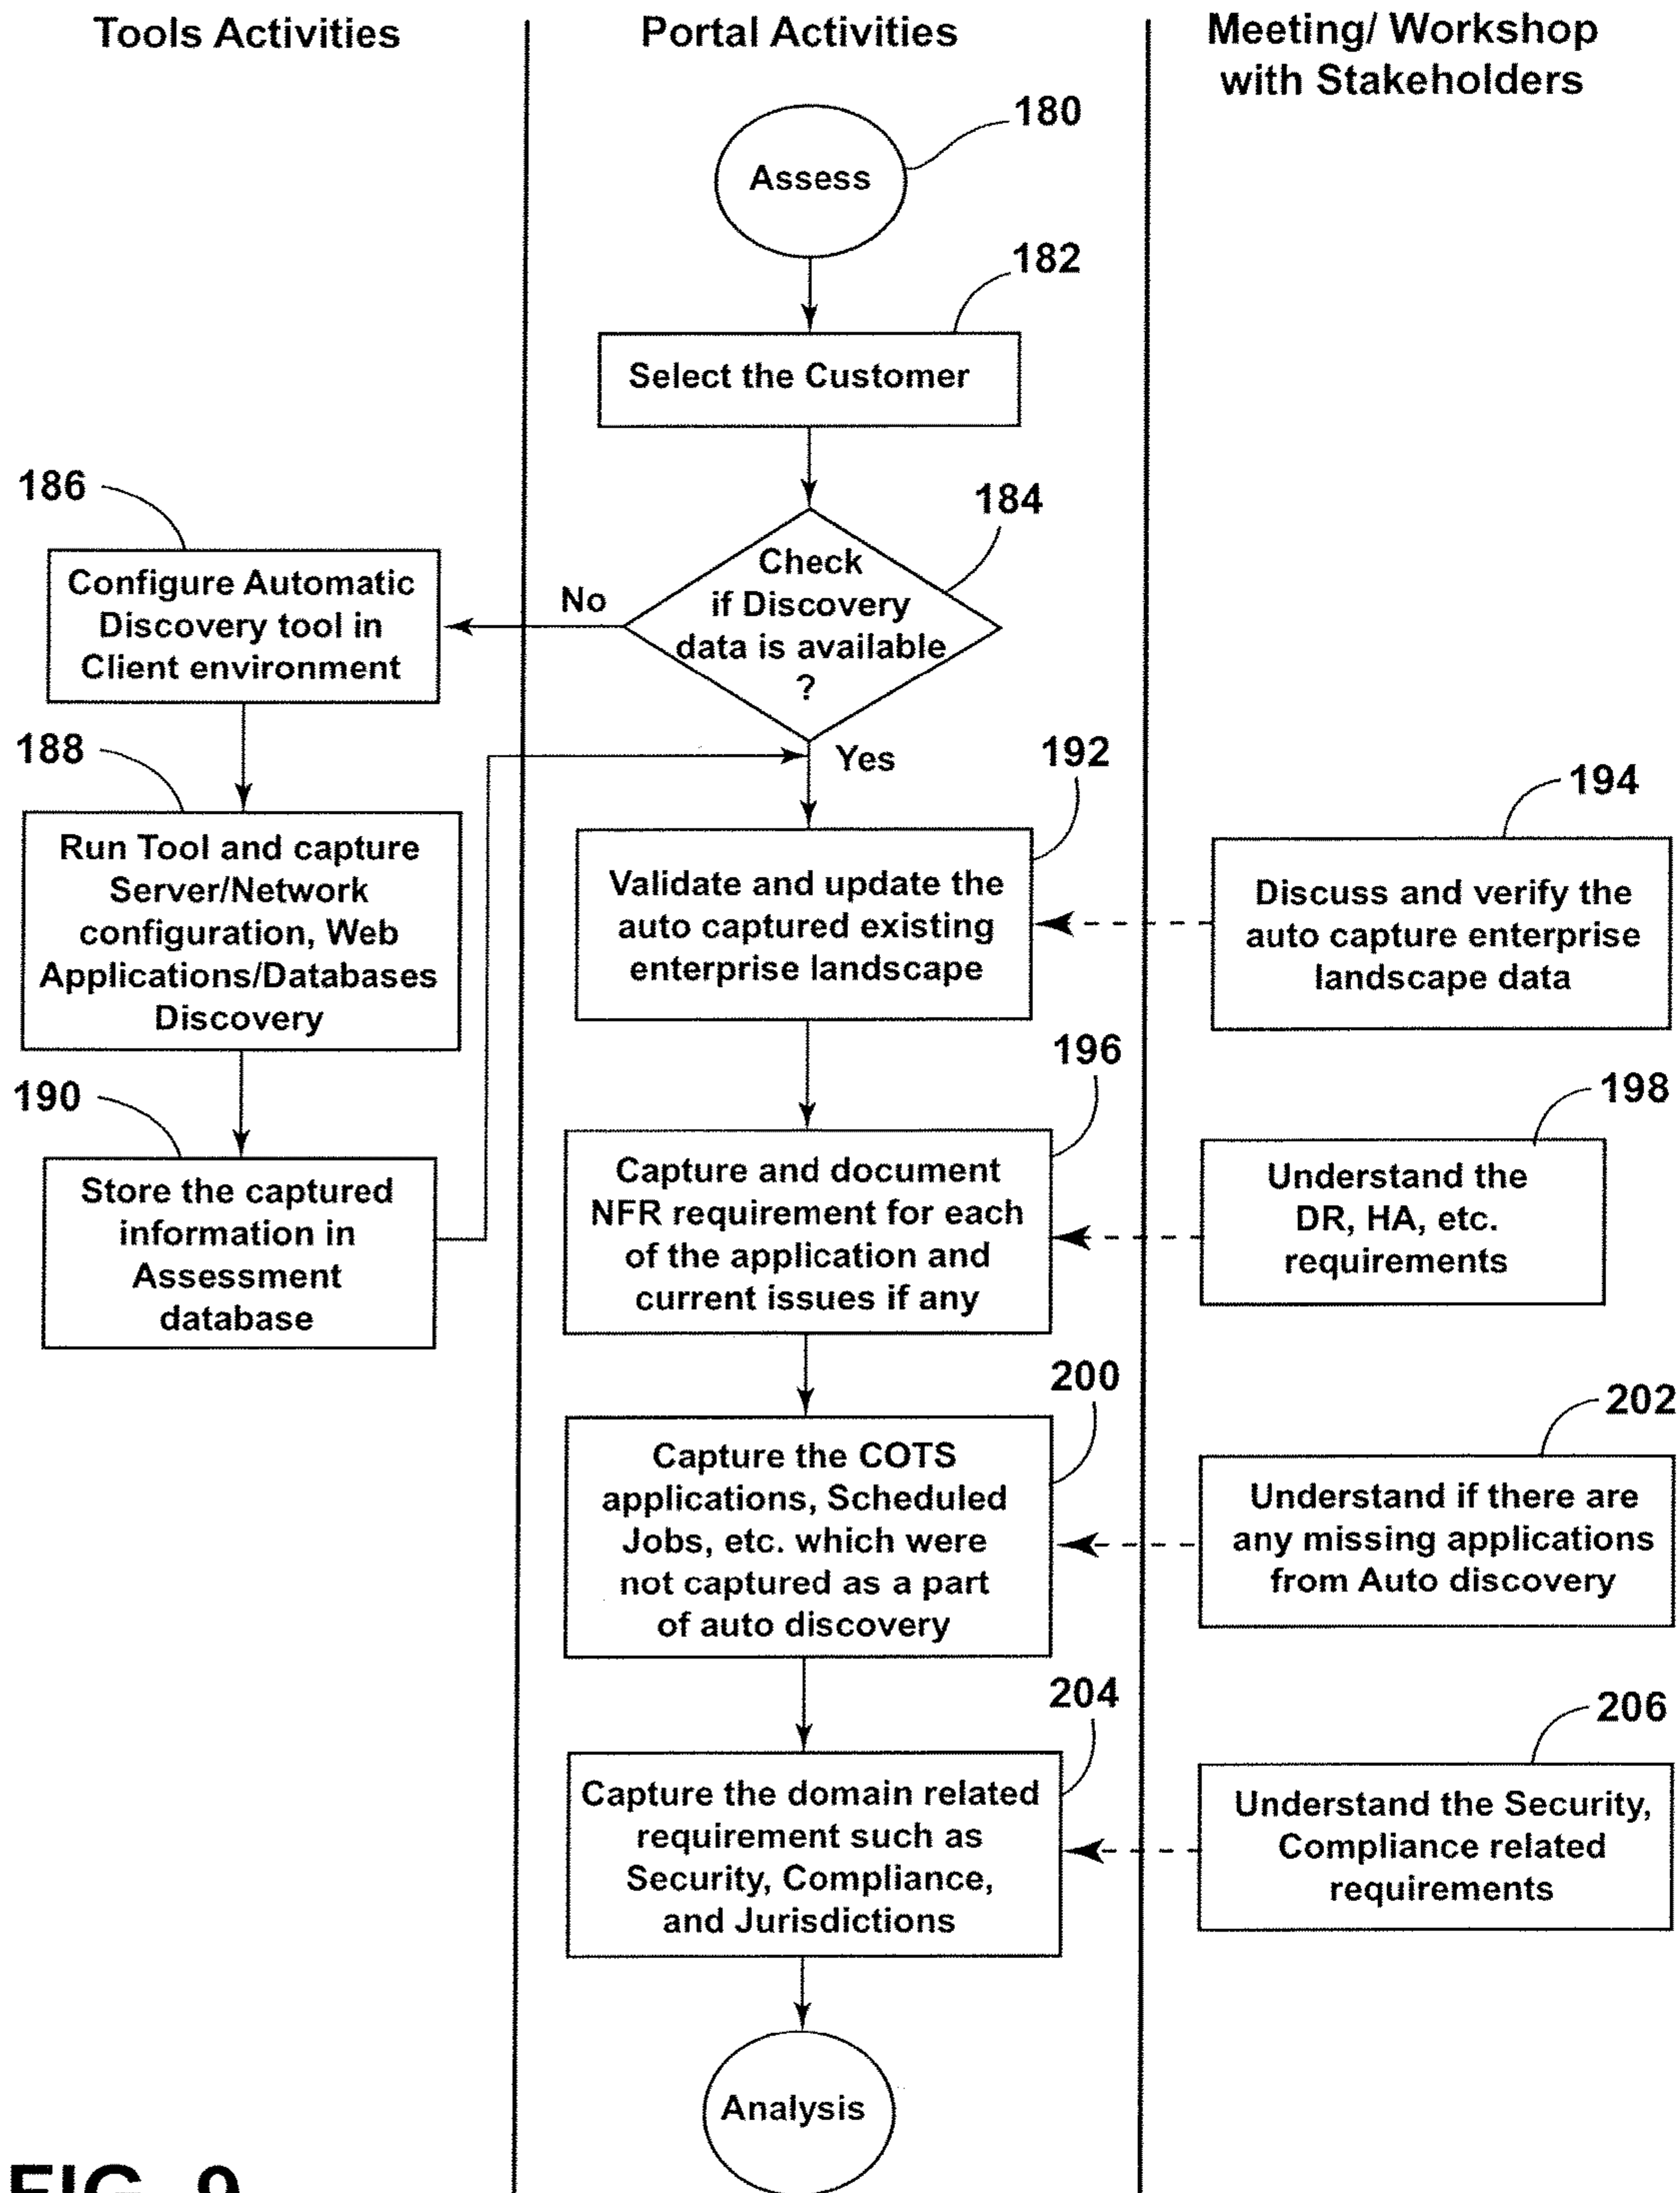 Tools Activities
Portal Activities
Meeting/ Workshop
with Stakeholders
180
Assess
182
Select the Customer
184
Check
if Discovery
data is available
?
No
Yes
186
Configure Automatic
Discovery tool in
Client environment
188
Run Tool and capture
Server/Network
configuration, Web
Applications/Databases
Discovery
190
Store the captured
information in
Assessment
database
192
Validate and update the
auto captured existing
enterprise landscape
194
Discuss and verify the
auto capture enterprise
landscape data
196
Capture and document
NFR requirement for each
of the application and
current issues if any
198
Understand the
DR, HA, etc.
requirements
200
Capture the COTS
applications, Scheduled
Jobs, etc. which were
not captured as a part
of auto discovery
202
Understand if there are
any missing applications
from Auto discovery
204
Capture the domain related
requirement such as
Security, Compliance,
and Jurisdictions
206
Understand the Security,
Compliance related
requirements
Analysis
FIG. 9